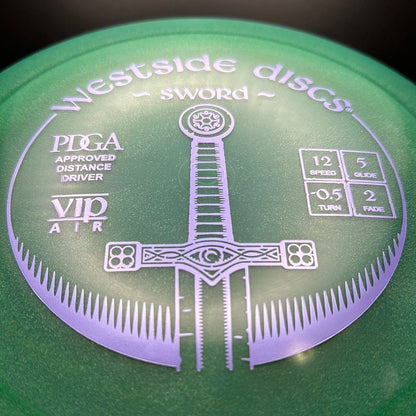 Westside discs®
~ sword ~
PDGA
APPROVED
DISTANCE
DRIVER
VIP
AIR
12
SPEED
5
GLIDE
-0.5
TURN
2
FADE